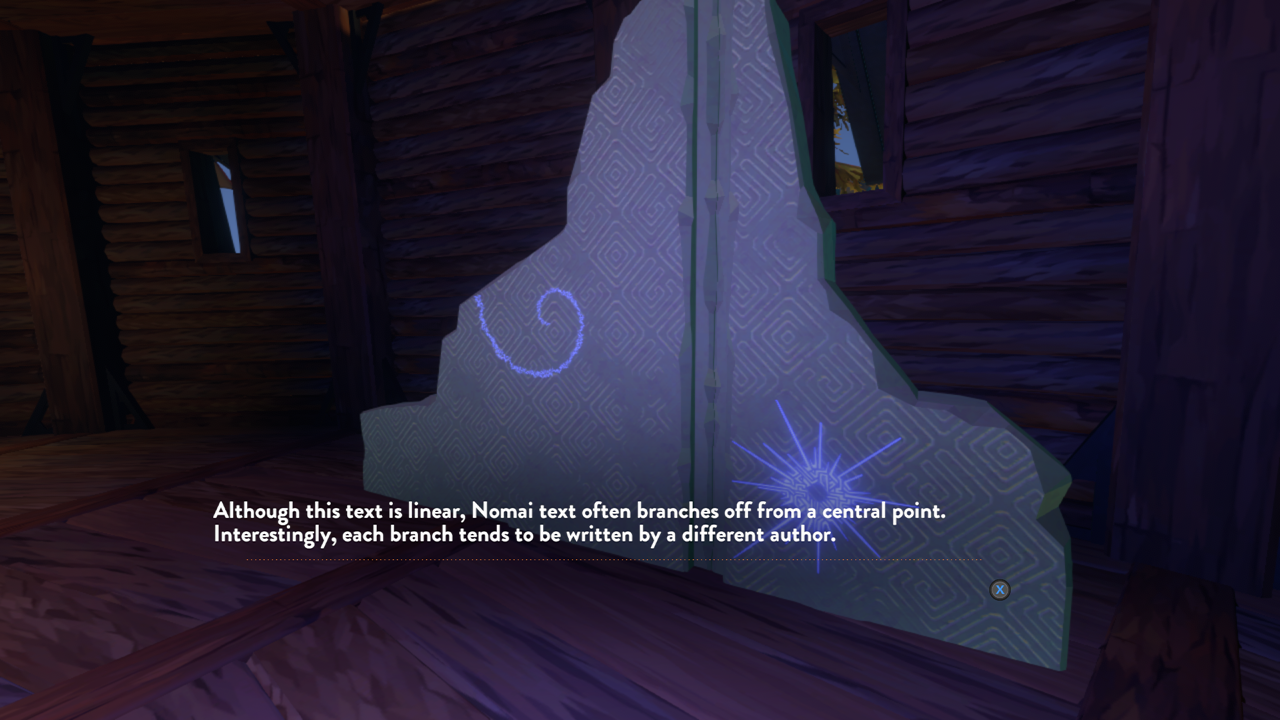 Although this text is linear, Nomai text often branches off from a central point.
Interestingly, each branch tends to be written by a different author.
X